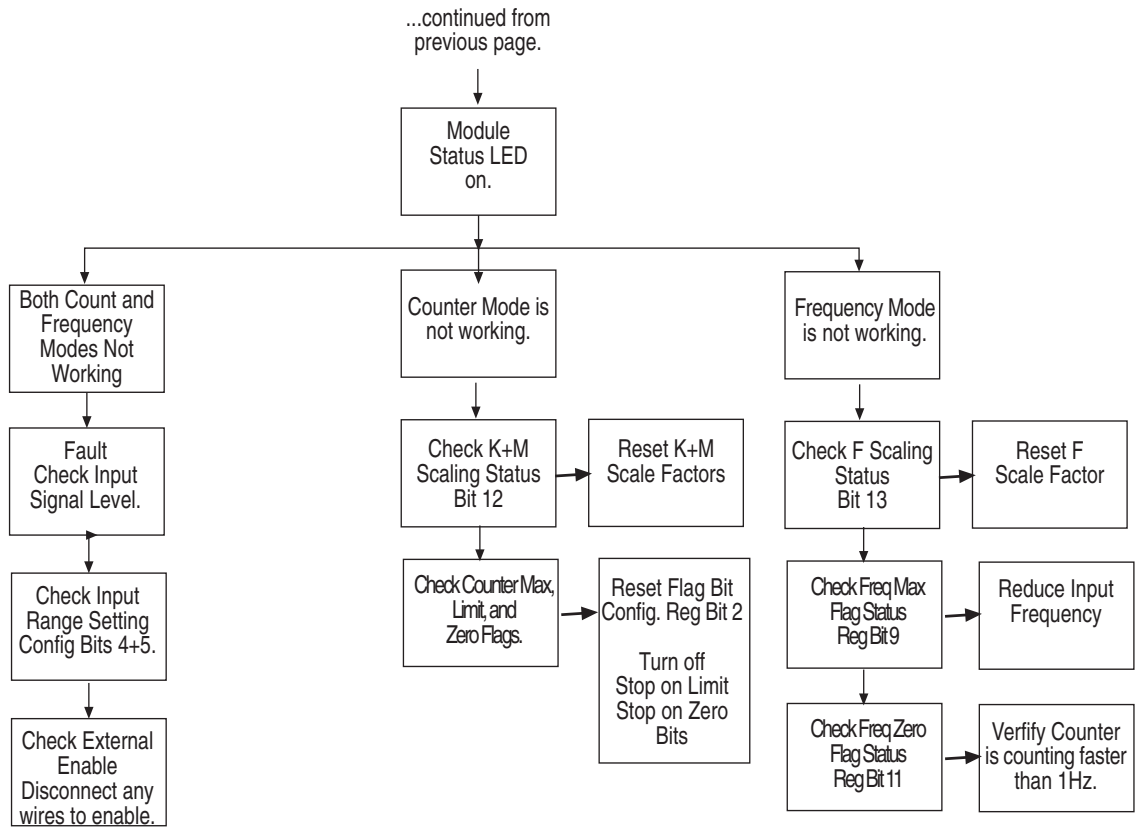 ...continued from
previous page.
Module
Status LED
on.
Both Count and
Frequency
Modes Not
Working
Fault
Check Input
Signal Level.
Check Input
Range Setting
Config Bits 4+5.
Check External
Enable
Disconnect any
wires to enable.
Counter Mode is
not working.
Check K+M
Scaling Status
Bit 12
Reset K+M
Scale Factors
Check Counter Max,
Limit, and
Zero Flags.
Reset Flag Bit
Config. Reg Bit 2
Turn off
Stop on Limit
Stop on Zero
Bits
Frequency Mode
is not working.
Check F Scaling
Status
Bit 13
Reset F
Scale Factor
Check Freq Max
Flag Status
Reg Bit 9
Reduce Input
Frequency
Check Freq Zero
Flag Status
Reg Bit 11
Verfify Counter
is counting faster
than 1Hz.